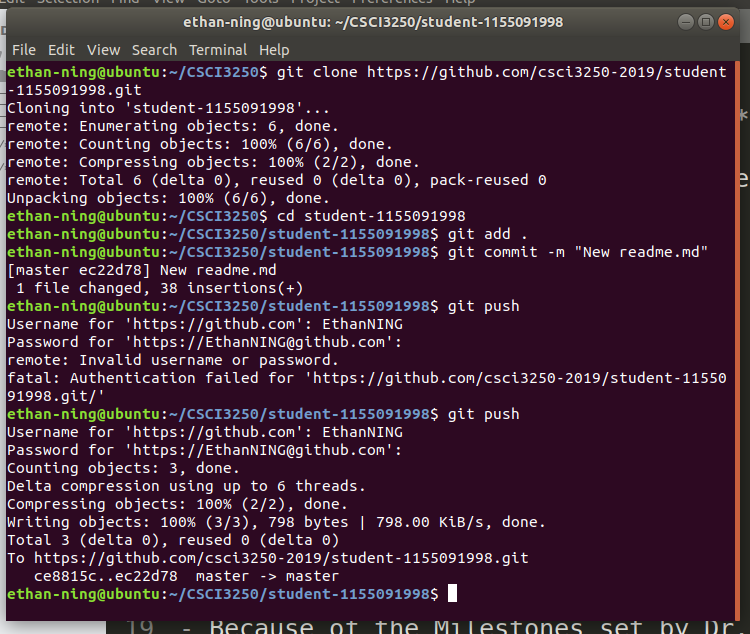 Edit Selection Find View Goto Tools Project Preferences Help
ethan-ning@ubuntu: ~/CSCI3250/student-1155091998
File Edit View Search Terminal Help
ethan-ning@ubuntu:~/CSCI3250$ git clone https://github.com/csci3250-2019/student
-1155091998.git
Cloning into 'student-1155091998'...
remote: Enumerating objects: 6, done.
remote: Counting objects: 100% (6/6), done.
remote: Compressing objects: 100% (2/2), done.
remote: Total 6 (delta 0), reused 0 (delta 0), pack-reused 0
Unpacking objects: 100% (6/6), done.
ethan-ning@ubuntu:~/CSCI3250$ cd student-1155091998
ethan-ning@ubuntu:~/CSCI3250/student-1155091998$ git add .
ethan-ning@ubuntu:~/CSCI3250/student-1155091998$ git commit -m "New readme.md"
[master ec22d78] New readme.md
 1 file changed, 38 insertions(+)
ethan-ning@ubuntu:~/CSCI3250/student-1155091998$ git push
Username for 'https://github.com': EthanNING
Password for 'https://EthanNING@github.com':
remote: Invalid username or password.
fatal: Authentication failed for 'https://github.com/csci3250-2019/student-11550
91998.git/'
ethan-ning@ubuntu:~/CSCI3250/student-1155091998$ git push
Username for 'https://github.com': EthanNING
Password for 'https://EthanNING@github.com':
Counting objects: 3, done.
Delta compression using up to 6 threads.
Compressing objects: 100% (2/2), done.
Writing objects: 100% (3/3), 798 bytes | 798.00 KiB/s, done.
Total 3 (delta 0), reused 0 (delta 0)
To https://github.com/csci3250-2019/student-1155091998.git
   ce8815c..ec22d78  master -> master
ethan-ning@ubuntu:~/CSCI3250/student-1155091998$
19 - Because of the Milestones set by Dr